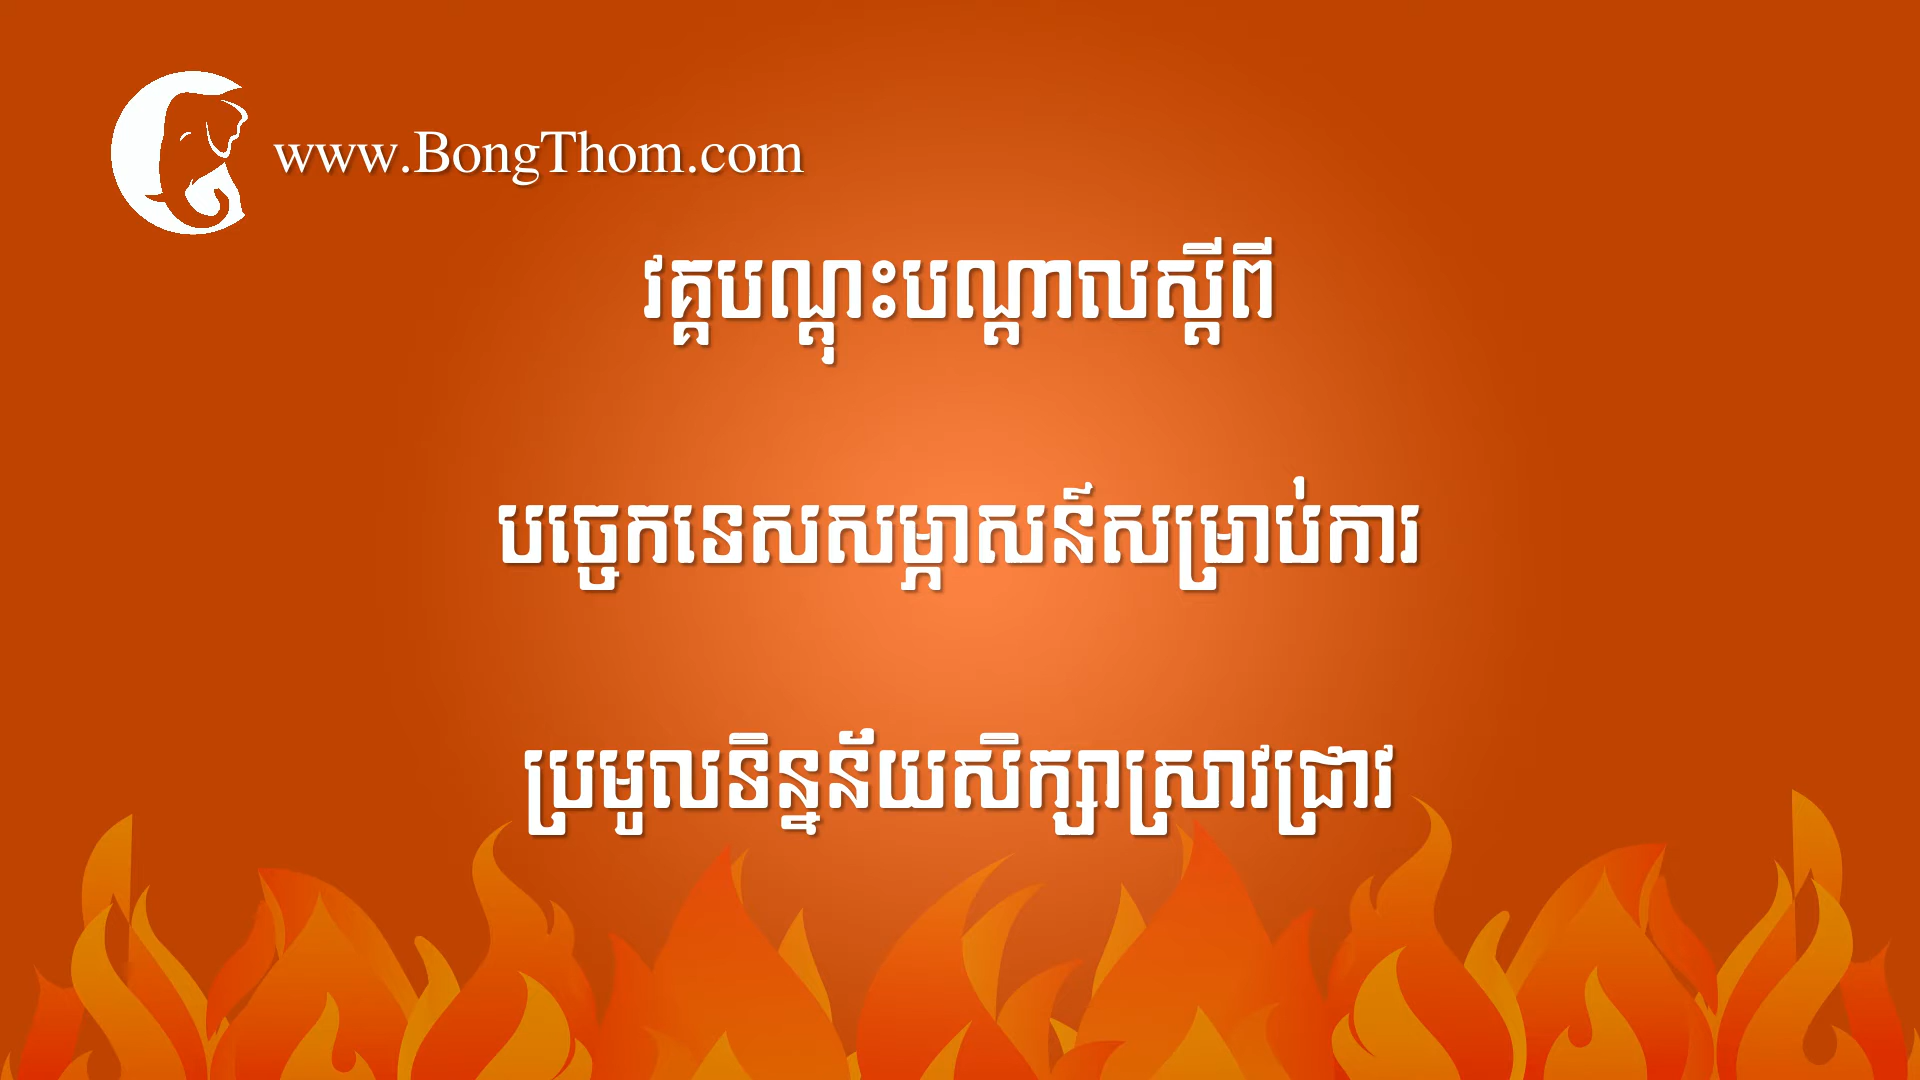 www.BongThom.com
វគ្គបណ្តុះបណ្តាលស្តីពី
បច្ចេកទេសសម្ភាសន៍សម្រាប់ការ
ប្រមូលទិន្នន័យសិក្សាស្រាវជ្រាវ